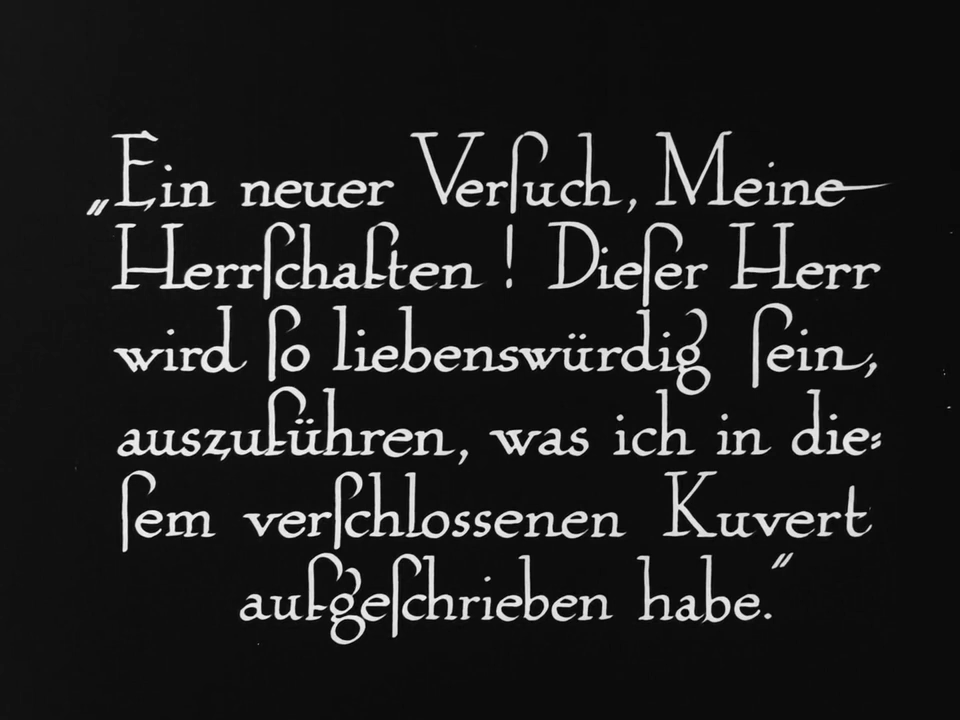 „Ein neuer Verſuch, Meine
Herrſchaften! Dieſer Herr
wird ſo liebenswürdig ſein,
auszuführen, was ich in die⸗
ſem verſchlossenen Kuvert
aufgeſchrieben habe.“